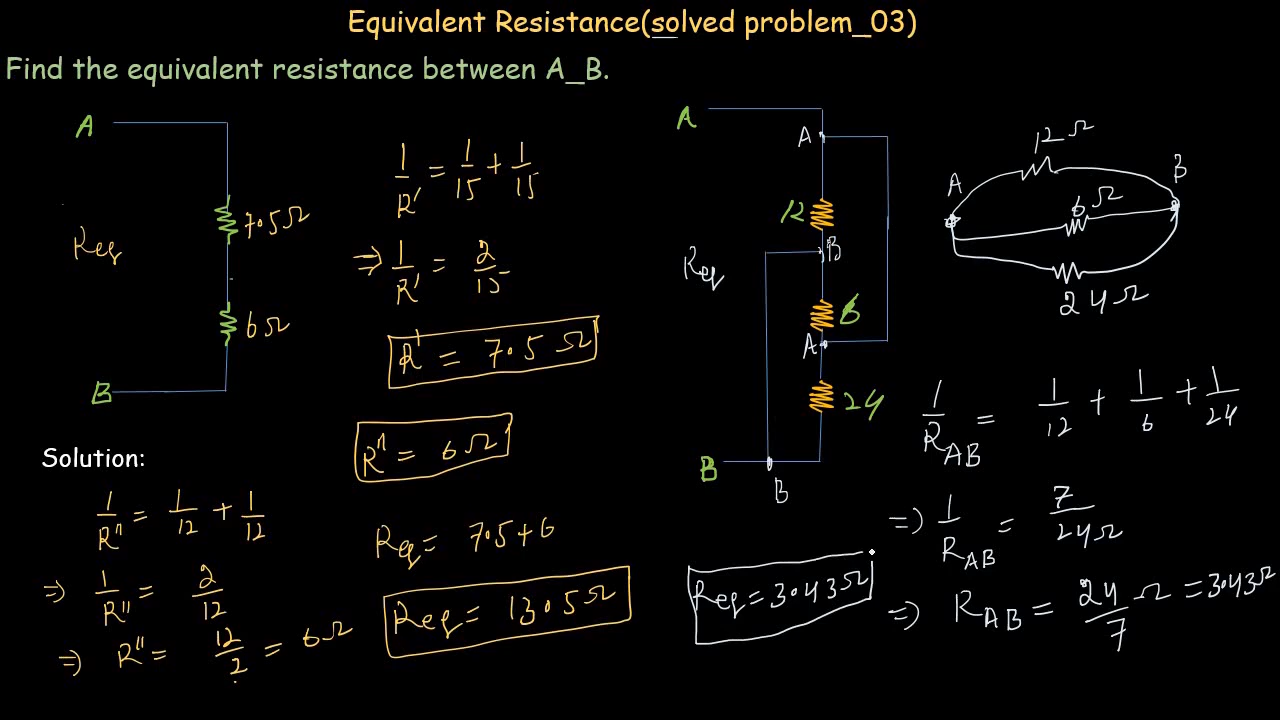 Equivalent Resistance(solved problem_03)
Find the equivalent resistance between A_B.
A
Req
7.5Ω
6Ω
B
Solution:
1/R" = 1/12 + 1/12
=> 1/R" = 2/12
=> R" = 12/2 = 6Ω
1/R' = 1/15 + 1/15
=> 1/R' = 2/15
R' = 7.5 Ω
R" = 6Ω
Req = 7.5+6
Req = 13.5Ω
A
A
12
B
Req
6
A
24
B
B
12Ω
A
B
6Ω
24Ω
1/RAB = 1/12 + 1/6 + 1/24
=> 1/RAB = 7/24Ω
=> RAB = 24/7 Ω = 3.43Ω
Req = 3.43Ω